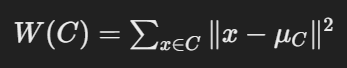 W(C) = ∑_{x∈C} ‖x − μ_C‖²